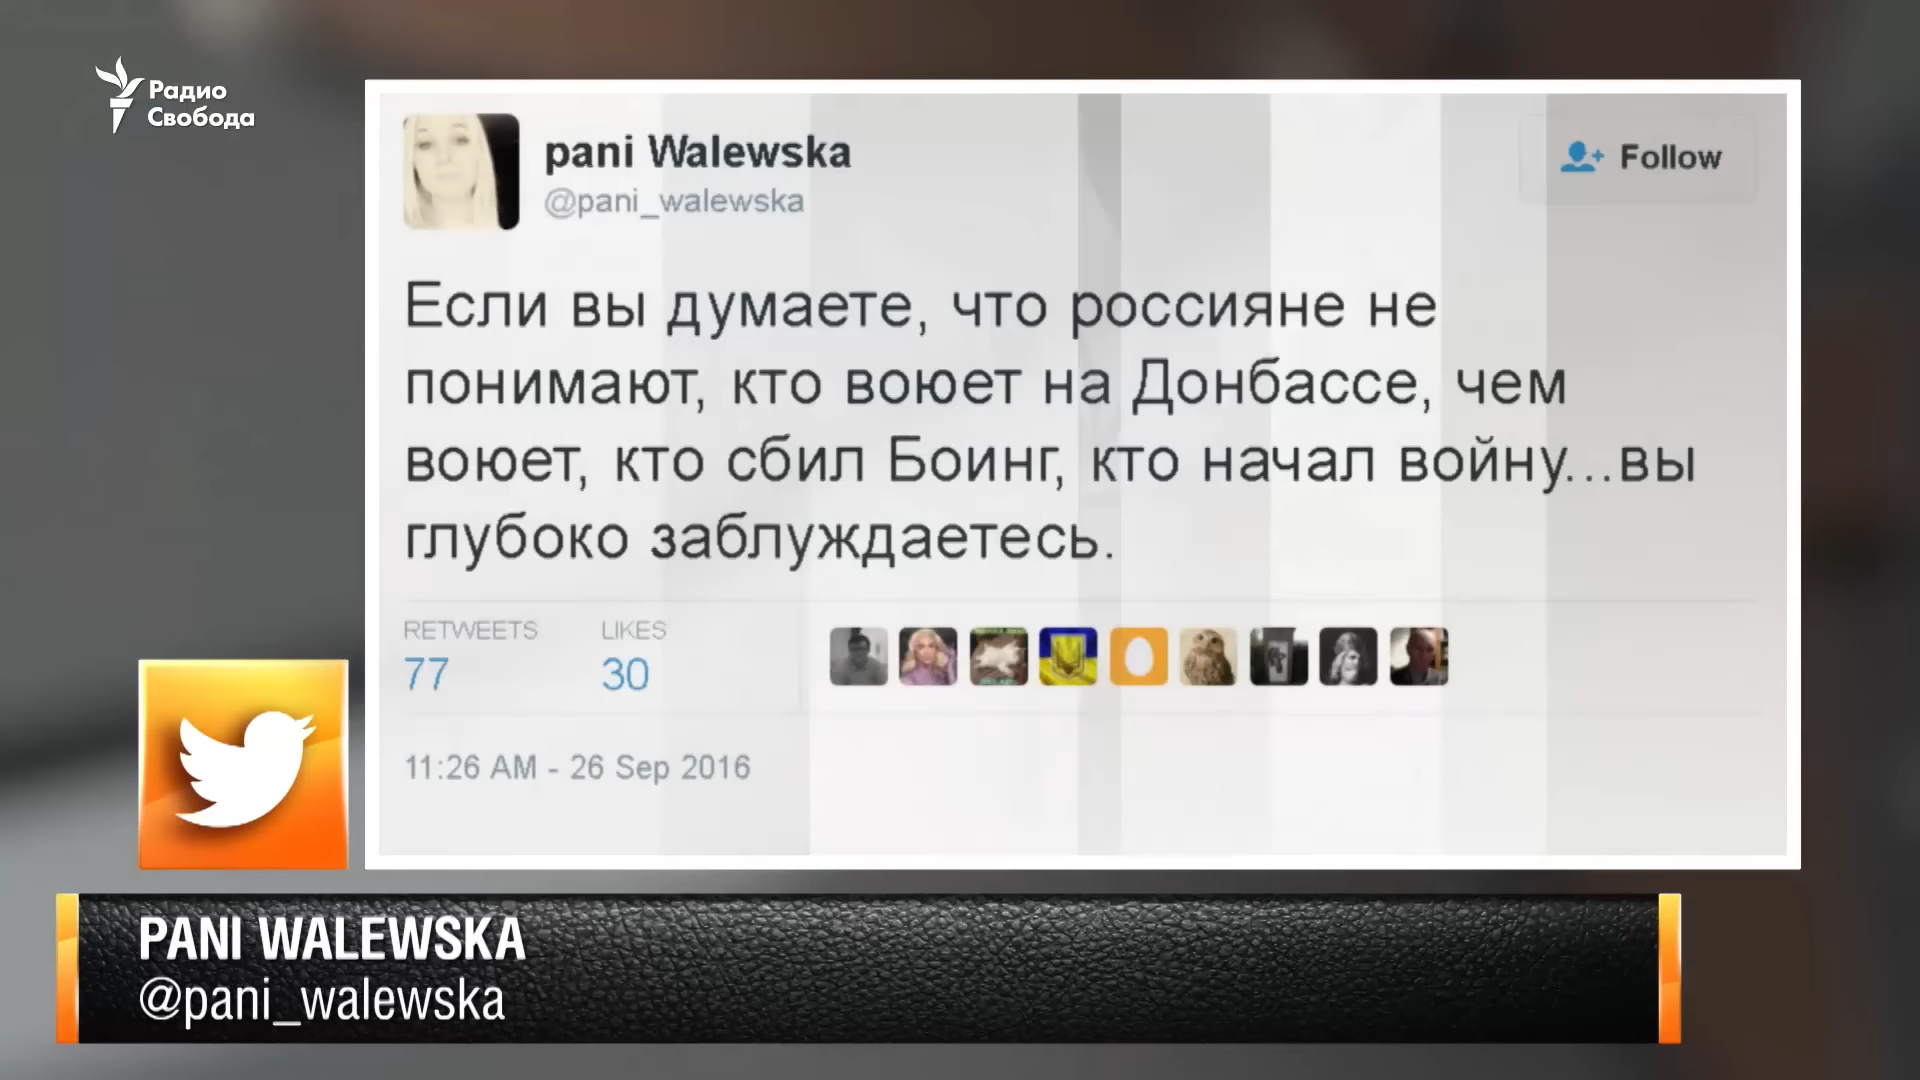 Радио
Свобода
pani Walewska
@pani_walewska
Follow
Если вы думаете, что россияне не
понимают, кто воюет на Донбассе, чем
воюет, кто сбил Боинг, кто начал войну...вы
глубоко заблуждаетесь.
RETWEETS LIKES
77 30
11:26 AM - 26 Sep 2016
PANI WALEWSKA
@pani_walewska